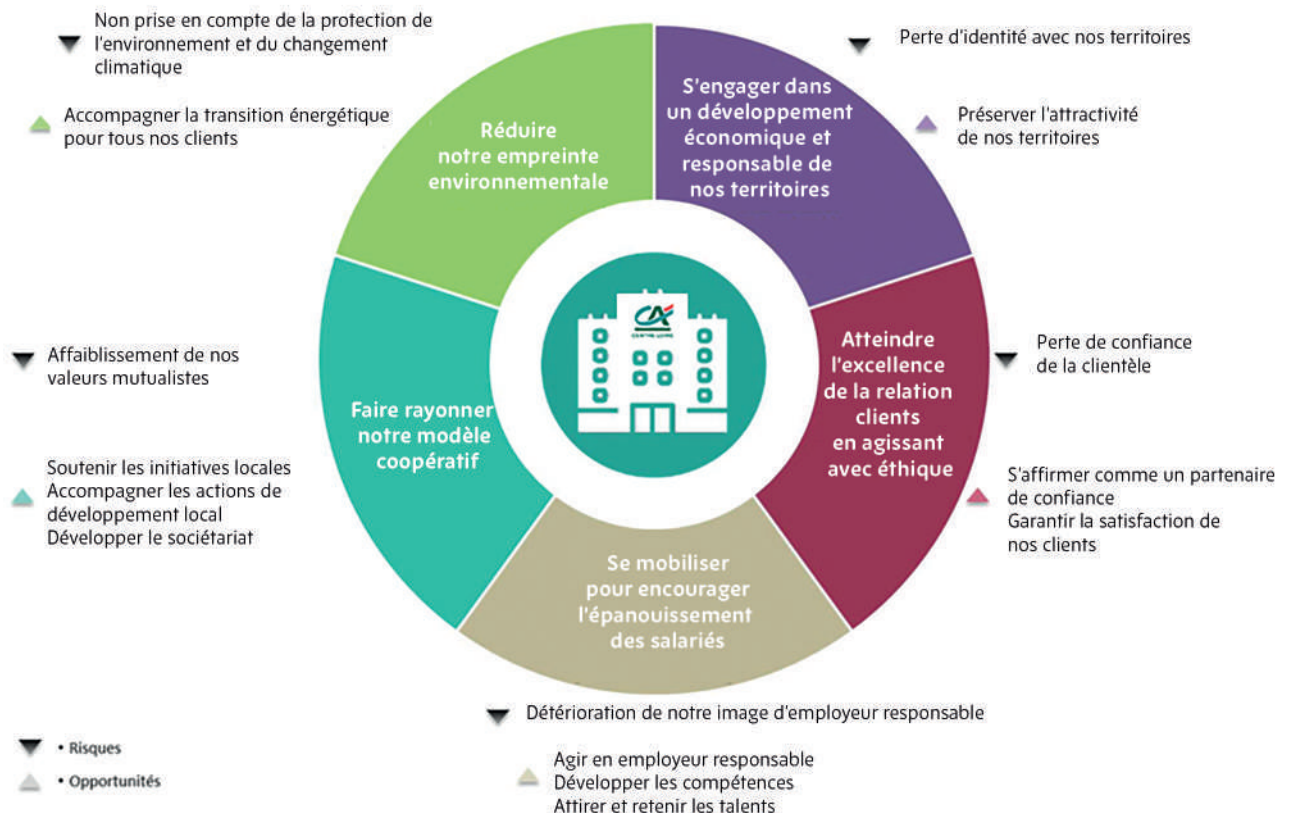 Non prise en compte de la protection de
l'environnement et du changement
climatique
Accompagner la transition énergétique
pour tous nos clients
Réduire
notre empreinte
environnementale
S'engager dans
un développement
économique et
responsable de
nos territoires
Perte d'identité avec nos territoires
Préserver l'attractivité
de nos territoires
Affaiblissement de nos
valeurs mutualistes
Soutenir les initiatives locales
Accompagner les actions de
développement local
Développer le sociétariat
Faire rayonner
notre modèle
coopératif
CA
CENTRE LOIRE
Atteindre
l'excellence
de la relation
clients
en agissant
avec éthique
Perte de confiance
de la clientèle
S'affirmer comme un partenaire
de confiance
Garantir la satisfaction de
nos clients
Se mobiliser
pour encourager
l'épanouissement
des salariés
Détérioration de notre image d'employeur responsable
Agir en employeur responsable
Développer les compétences
Attirer et retenir les talents
• Risques
• Opportunités